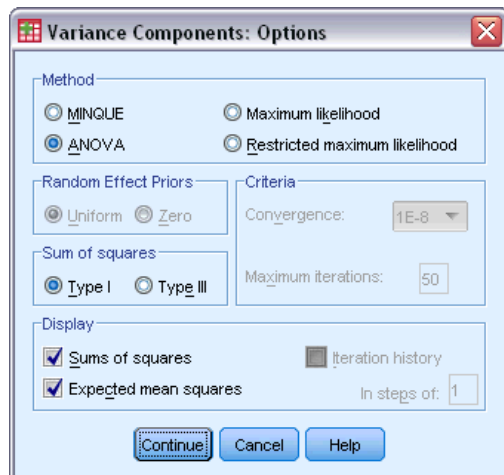 Variance Components: Options
Method
MINQUE
Maximum likelihood
ANOVA
Restricted maximum likelihood
Random Effect Priors
Uniform
Zero
Criteria
Convergence:
1E-8
Maximum iterations:
50
Sum of squares
Type I
Type III
Display
Sums of squares
Iteration history
Expected mean squares
In steps of:
1
Continue
Cancel
Help